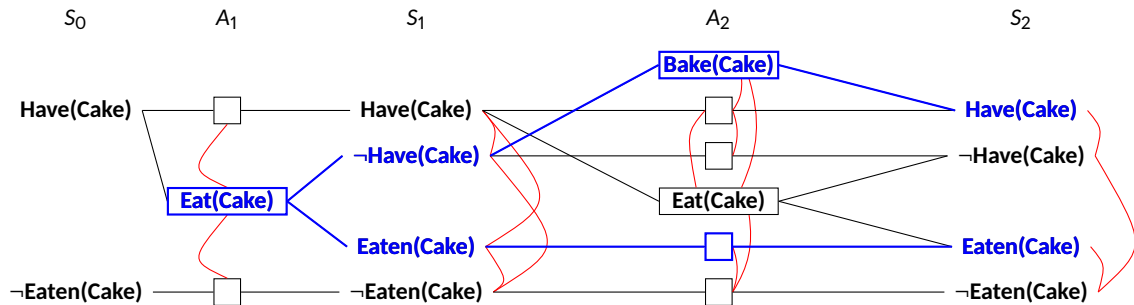 S₀ A₁ S₁ A₂ S₂
Bake(Cake)
Have(Cake) Have(Cake) Have(Cake)
¬Have(Cake) ¬Have(Cake)
Eat(Cake) Eat(Cake)
Eaten(Cake) Eaten(Cake)
¬Eaten(Cake) ¬Eaten(Cake) ¬Eaten(Cake)